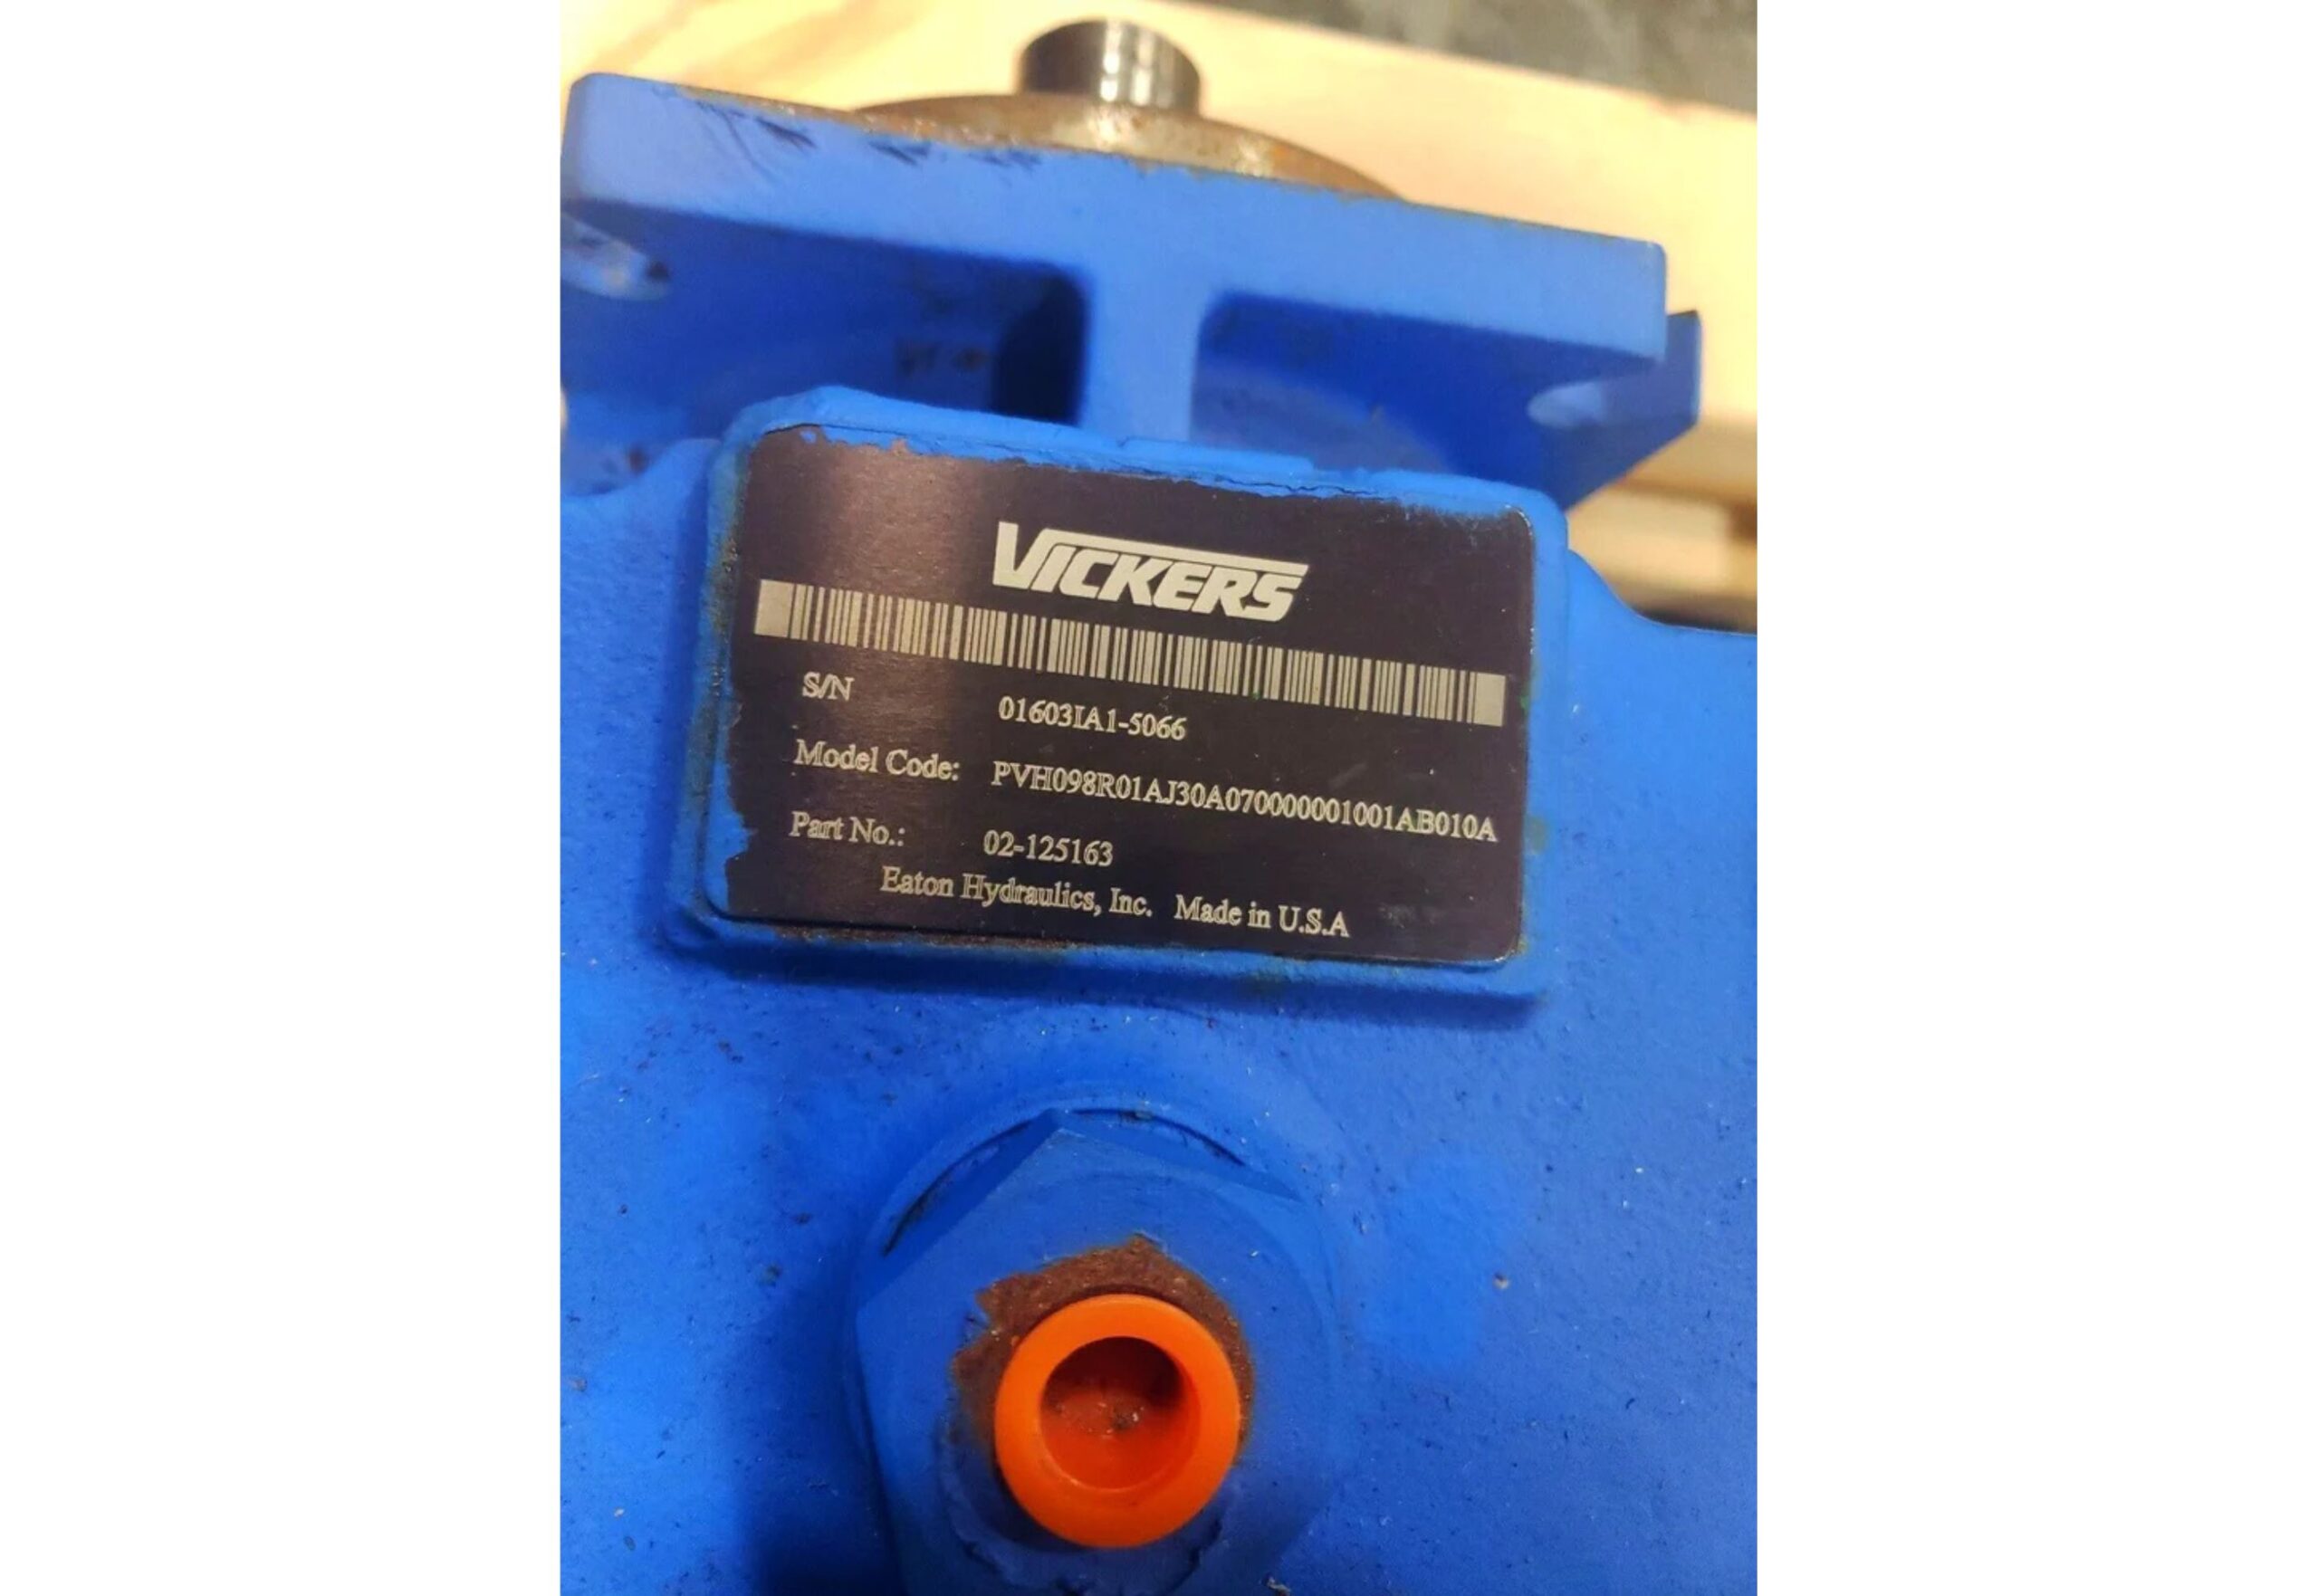 VICKERS
S/N 01603IA1-5066
Model Code: PVH098R01AJ30A070000001001AB010A
Part No.: 02-125163
Eaton Hydraulics, Inc. Made in U.S.A